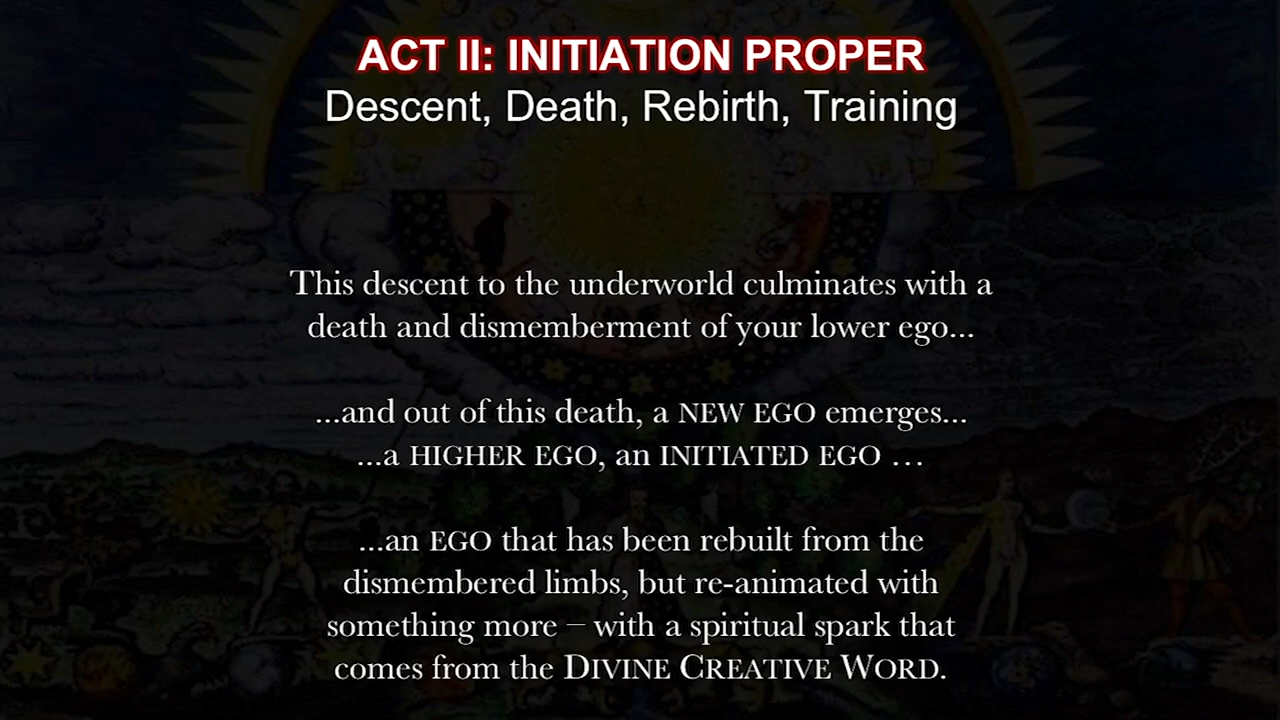 ACT II: INITIATION PROPER
Descent, Death, Rebirth, Training
This descent to the underworld culminates with a
death and dismemberment of your lower ego...
...and out of this death, a NEW EGO emerges...
...a HIGHER EGO, an INITIATED EGO …
...an EGO that has been rebuilt from the
dismembered limbs, but re-animated with
something more – with a spiritual spark that
comes from the DIVINE CREATIVE WORD.